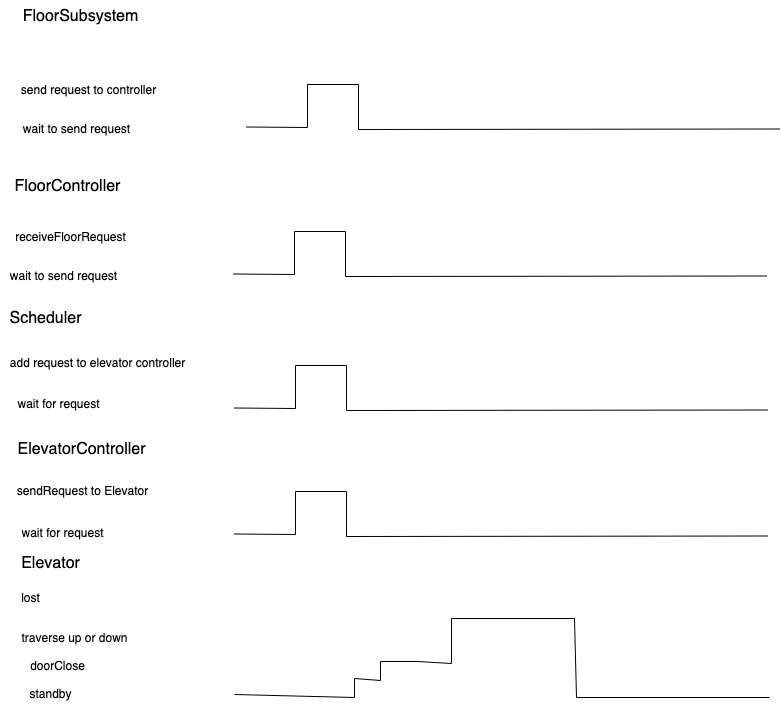 FloorSubsystem
send request to controller
wait to send request
FloorController
receiveFloorRequest
wait to send request
Scheduler
add request to elevator controller
wait for request
ElevatorController
sendRequest to Elevator
wait for request
Elevator
lost
traverse up or down
doorClose
standby